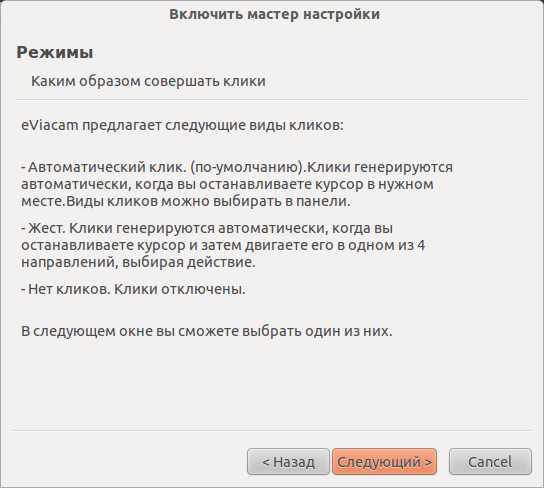 Включить мастер настройки
Режимы
Каким образом совершать клики
eViacam предлагает следующие виды кликов:
- Автоматический клик. (по-умолчанию).Клики генерируются
автоматически, когда вы останавливаете курсор в нужном
месте.Виды кликов можно выбирать в панели.
- Жест. Клики генерируются автоматически, когда вы
останавливаете курсор и затем двигаете его в одном из 4
направлений, выбирая действие.
- Нет кликов. Клики отключены.
В следующем окне вы сможете выбрать один из них.
< Назад Следующий > Cancel